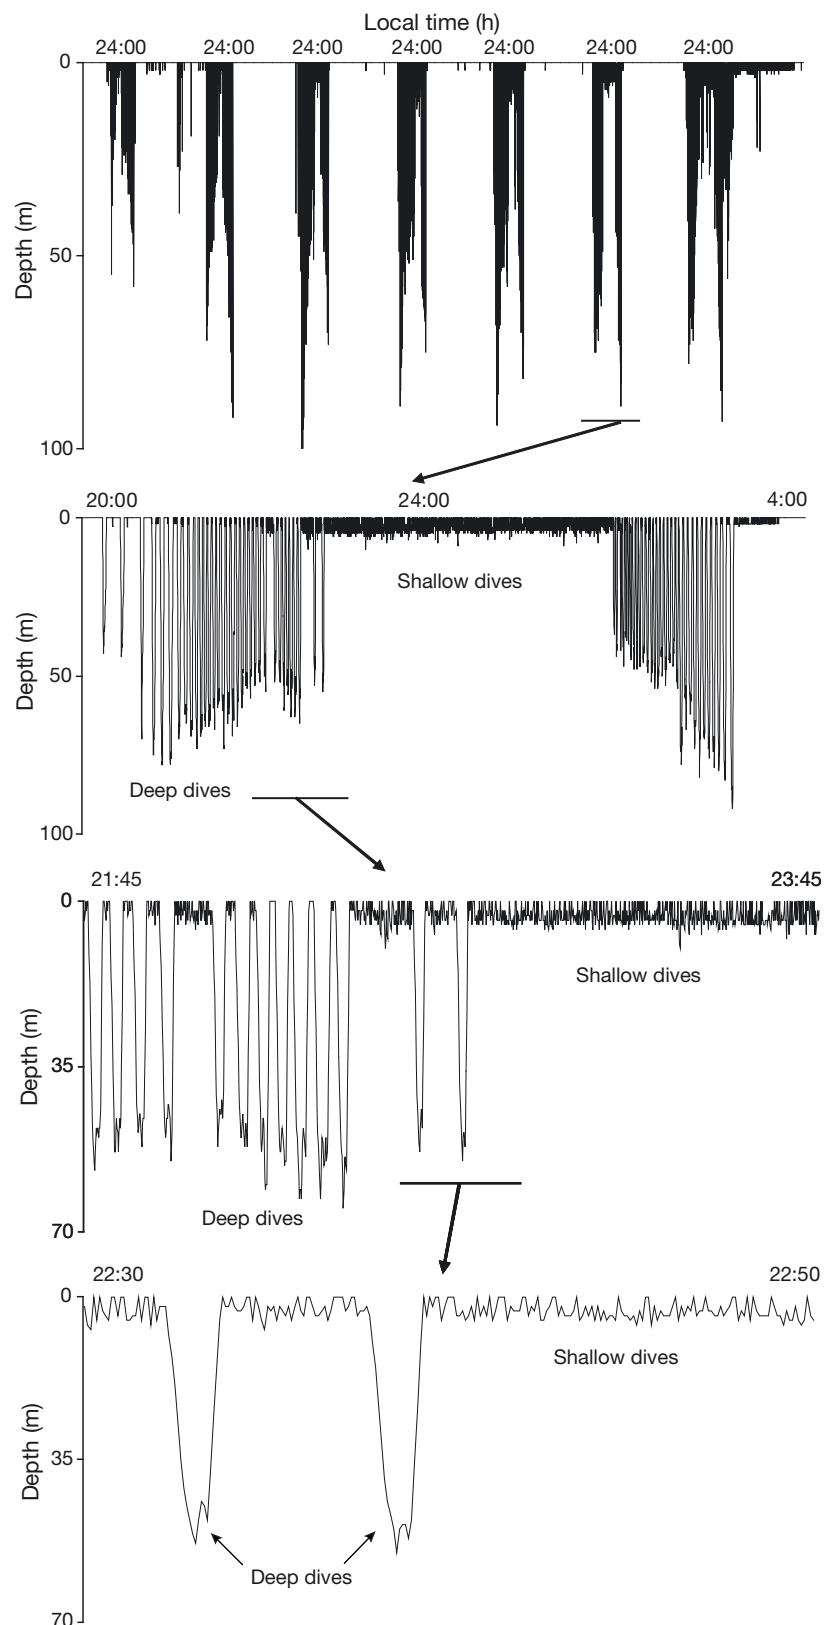 Local time (h)
24:00 24:00 24:00 24:00 24:00 24:00 24:00
0
50
100
Depth (m)
20:00 24:00 4:00
0
50
100
Depth (m)
Shallow dives
Deep dives
21:45 23:45
0
35
70
Depth (m)
Shallow dives
Deep dives
22:30 22:50
0
35
70
Depth (m)
Shallow dives
Deep dives